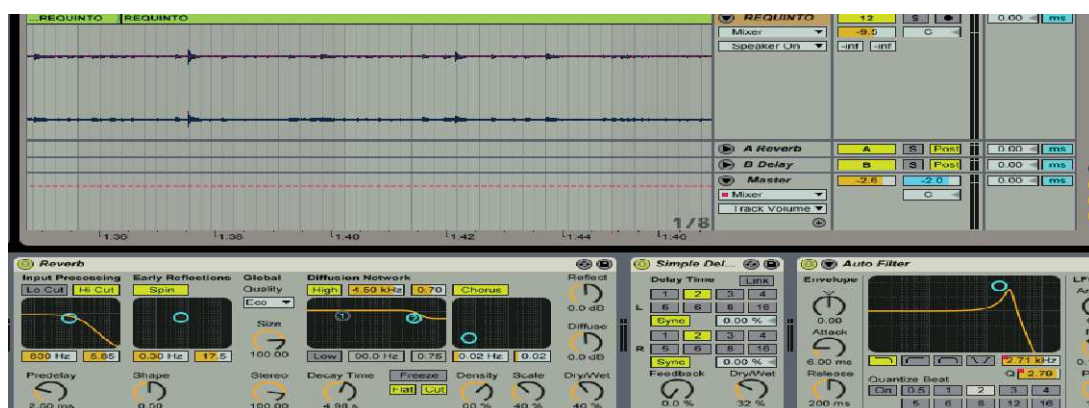 ...REQUINTO REQUINTO
REQUINTO 12 S 0.00 ms
Mixer -9.5 C
Speaker On -inf -inf
A Reverb A S Post 0.00 ms
B Delay B S Post 0.00 ms
Master -2.6 -2.0 0.00 ms
Mixer C
Track Volume
1/8
1:36 1:38 1:40 1:42 1:44 1:46
Reverb
Input Processing Early Reflections Global Diffusion Network Reflect
Lo Cut Hi Cut Spin Quality High 4.50 kHz 0.70 Chorus
Eco 0.0 dB
Size Diffuse
830 Hz 5.85 0.30 Hz 17.5 100.00 Low 90.0 Hz 0.75 0.02 Hz 0.02 0.0 dB
Predelay Shape Stereo Decay Time Freeze Density Scale Dry/Wet
Flat Cut
2.50 ms 0.50 100.00 4.98 s 40 % 40 %
Simple Del...
Delay Time Link
1 2 3 4
L 5 6 8 16
Sync 0.00 %
1 2 3 4
R 5 6 8 16
Sync 0.00 %
Feedback Dry/Wet
0.0 % 32 %
Auto Filter
Envelope
0.00
Attack
6.00 ms 2.71 kHz
Release Q 2.70
Quantize Beat
On 0.5 1 2 3 4
200 ms 5 6 8 12 16